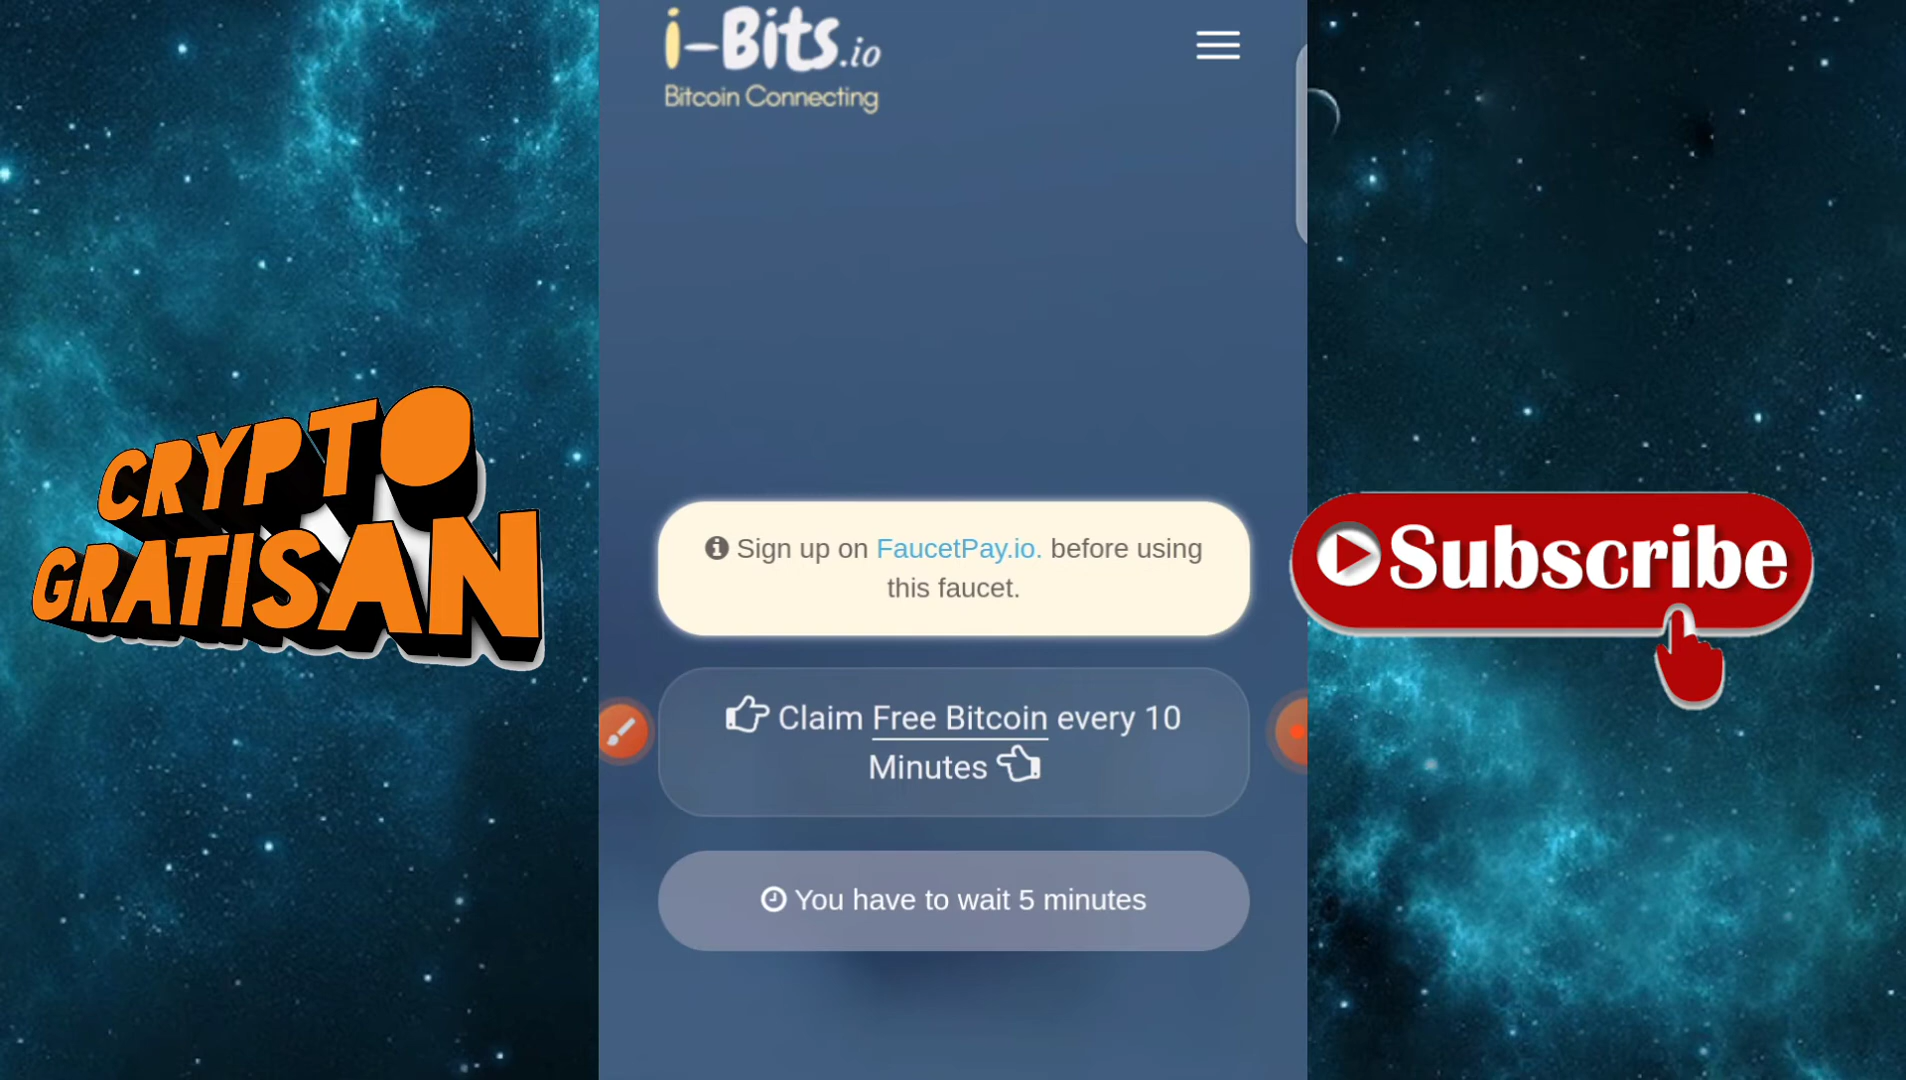 i-Bits.io
Bitcoin Connecting
CRYPTO
GRATISAN
Sign up on FaucetPay.io. before using
this faucet.
Subscribe
Claim Free Bitcoin every 10
Minutes
You have to wait 5 minutes